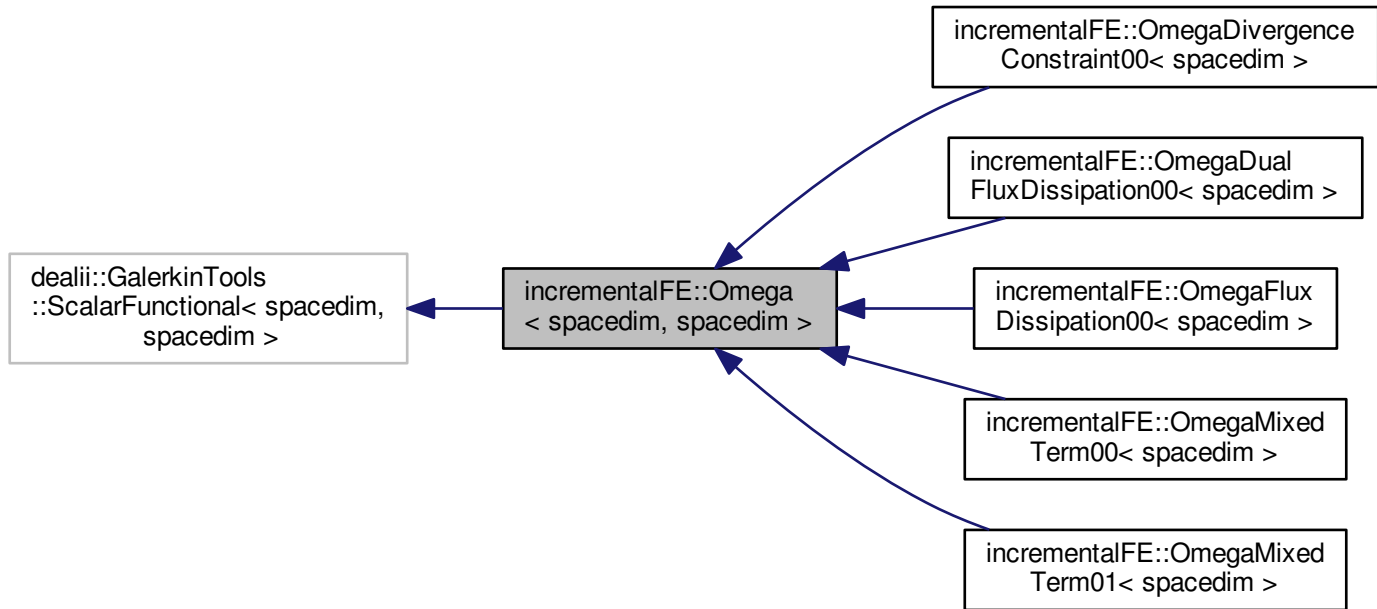 dealii::GalerkinTools
::ScalarFunctional< spacedim,
spacedim >
incrementalFE::Omega
< spacedim, spacedim >
incrementalFE::OmegaDivergence
Constraint00< spacedim >
incrementalFE::OmegaDual
FluxDissipation00< spacedim >
incrementalFE::OmegaFlux
Dissipation00< spacedim >
incrementalFE::OmegaMixed
Term00< spacedim >
incrementalFE::OmegaMixed
Term01< spacedim >